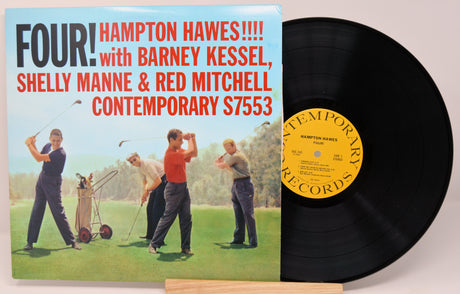 FOUR! HAMPTON HAWES!!!!
with BARNEY KESSEL,
SHELLY MANNE & RED MITCHELL
CONTEMPORARY S7553
CONTEMPORARY
RECORDS
HAMPTON HAWES
FOUR!